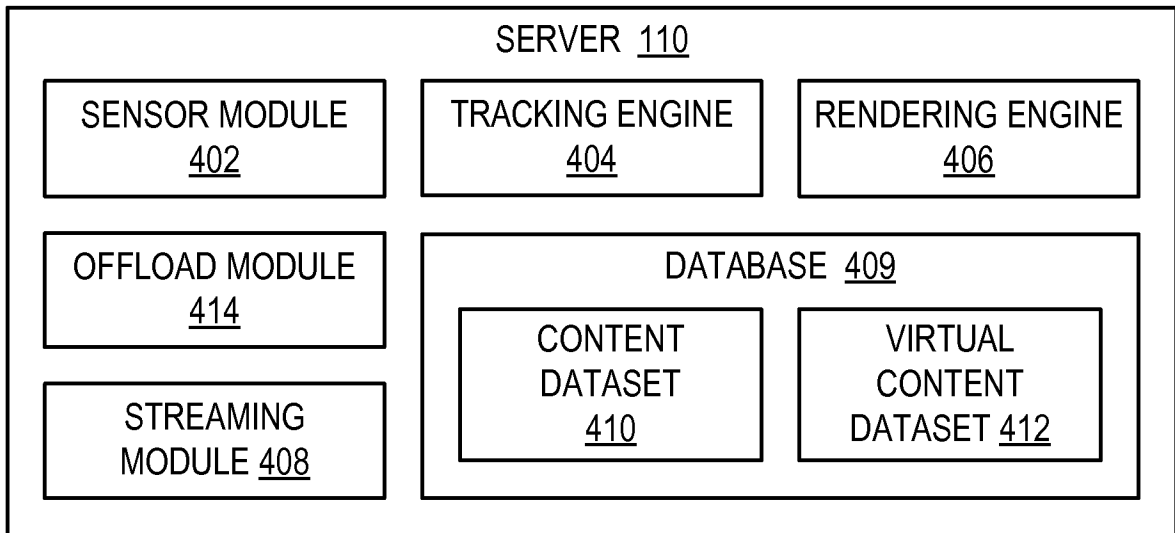 SERVER 110
SENSOR MODULE
402
TRACKING ENGINE
404
RENDERING ENGINE
406
OFFLOAD MODULE
414
STREAMING
MODULE 408
DATABASE 409
CONTENT
DATASET
410
VIRTUAL
CONTENT
DATASET 412